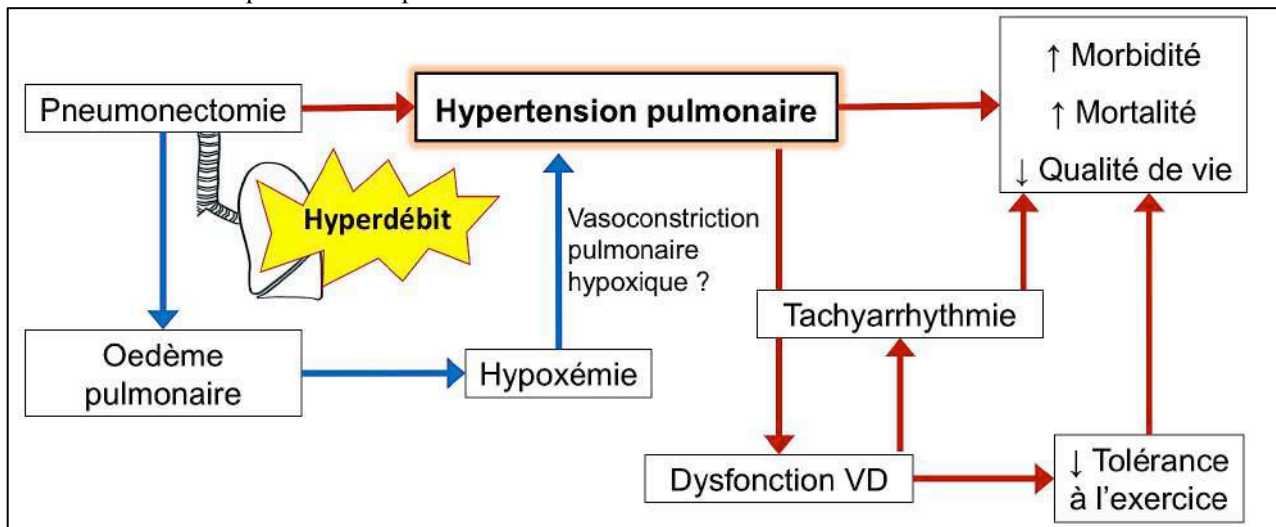 Pneumonectomie
Hypertension pulmonaire
↑ Morbidité
↑ Mortalité
↓ Qualité de vie
Hyperdébit
Vasoconstriction
pulmonaire
hypoxique ?
Tachyarrhythmie
Oedème
pulmonaire
Hypoxémie
Dysfonction VD
↓ Tolérance
à l'exercice